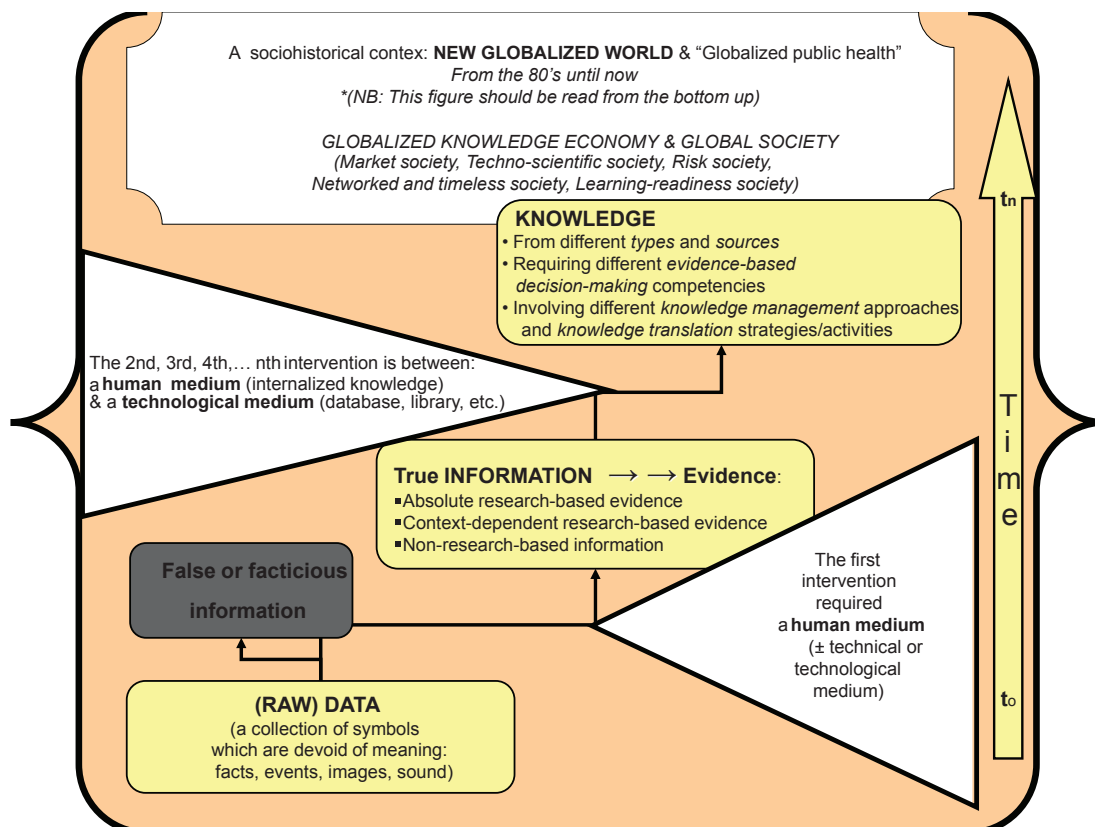 A sociohistorical contex: NEW GLOBALIZED WORLD & “Globalized public health”
From the 80’s until now
*(NB: This figure should be read from the bottom up)
GLOBALIZED KNOWLEDGE ECONOMY & GLOBAL SOCIETY
(Market society, Techno-scientific society, Risk society,
Networked and timeless society, Learning-readiness society)
KNOWLEDGE
• From different types and sources
• Requiring different evidence-based
decision-making competencies
• Involving different knowledge management approaches
and knowledge translation strategies/activities
The 2nd, 3rd, 4th,… nth intervention is between:
a human medium (internalized knowledge)
& a technological medium (database, library, etc.)
True INFORMATION → → Evidence:
▪Absolute research-based evidence
▪Context-dependent research-based evidence
▪Non-research-based information
False or facticious
information
The first
intervention
required
a human medium
(± technical or
technological
medium)
(RAW) DATA
(a collection of symbols
which are devoid of meaning:
facts, events, images, sound)
tn
Time
to